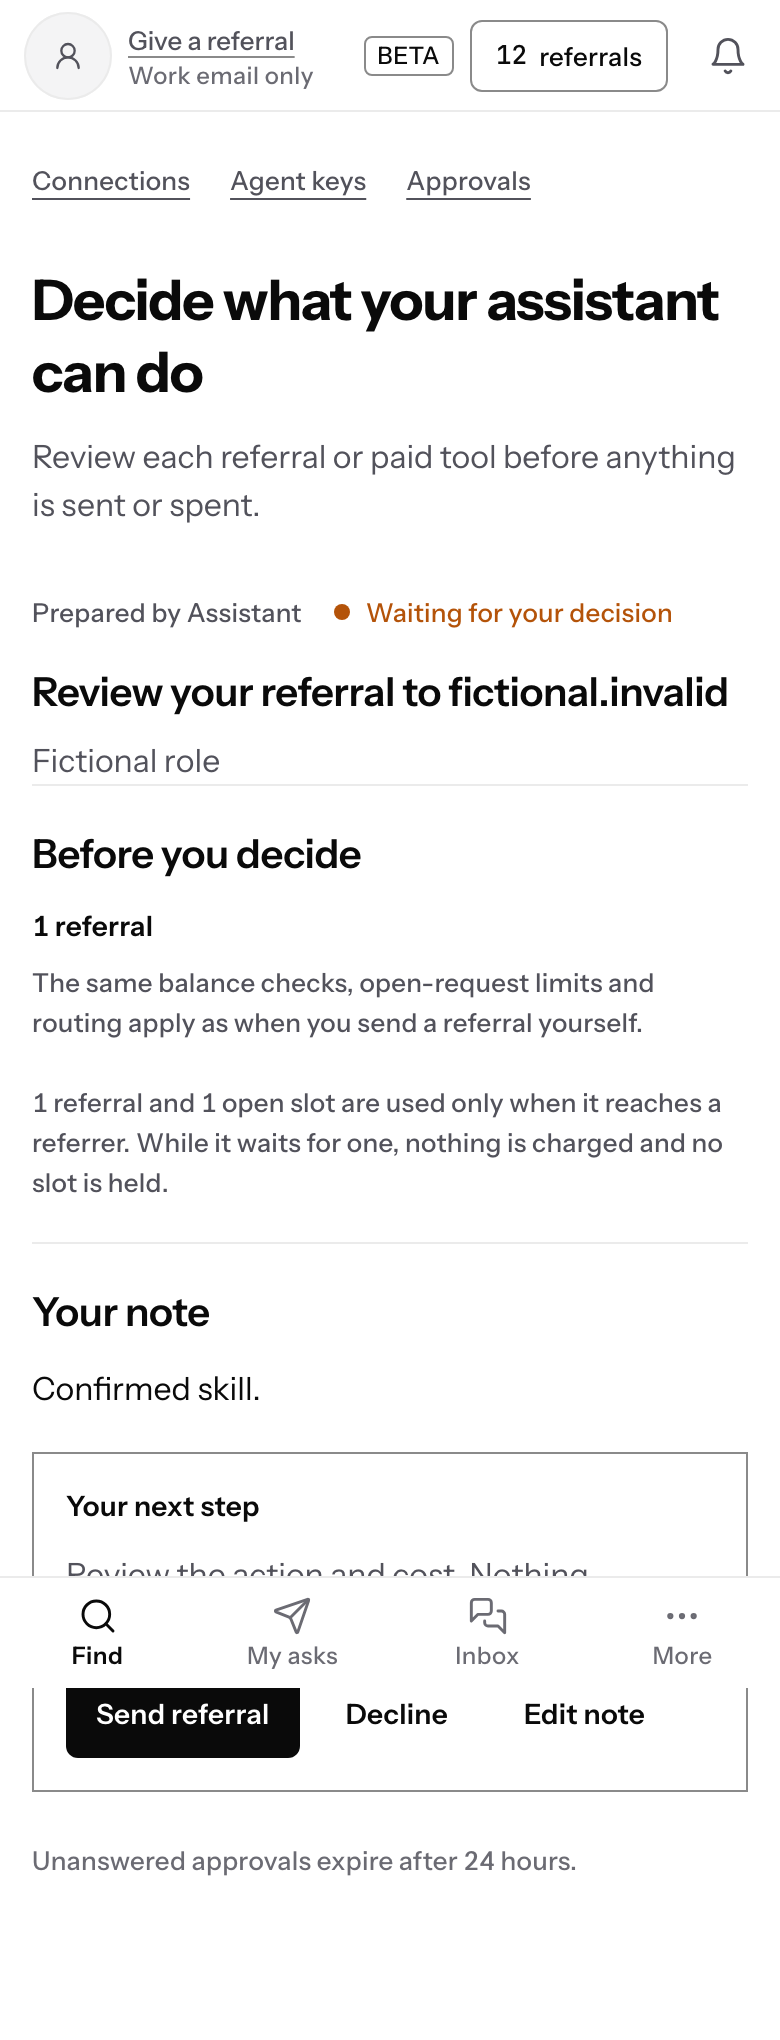 Give a referral
Work email only
BETA
12 referrals
Connections Agent keys Approvals
Decide what your assistant
can do
Review each referral or paid tool before anything
is sent or spent.
Prepared by Assistant Waiting for your decision
Review your referral to fictional.invalid
Fictional role
Before you decide
1 referral
The same balance checks, open-request limits and
routing apply as when you send a referral yourself.
1 referral and 1 open slot are used only when it reaches a
referrer. While it waits for one, nothing is charged and no
slot is held.
Your note
Confirmed skill.
Your next step
Review the action and cost. Nothing
Find My asks Inbox More
Send referral Decline Edit note
Unanswered approvals expire after 24 hours.